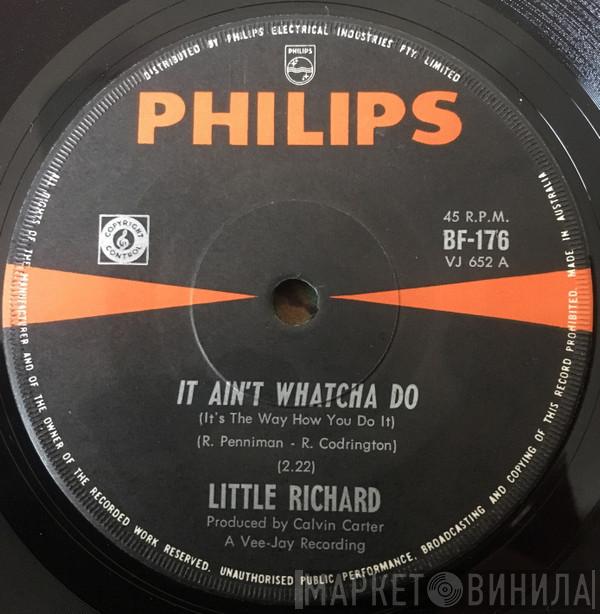 DISTRIBUTED BY PHILIPS ELECTRICAL INDUSTRIES PTY. LIMITED
PHILIPS
PHILIPS
COPYRIGHT CONTROL
45 R.P.M.
BF-176
VJ 652 A
IT AIN'T WHATCHA DO
(It's The Way How You Do It)
(R. Penniman - R. Codrington)
(2.22)
LITTLE RICHARD
Produced by Calvin Carter
A Vee-Jay Recording
ALL RIGHTS OF THE MANUFACTURER AND OF THE OWNER OF THE RECORDED WORK RESERVED. UNAUTHORISED PUBLIC PERFORMANCE, BROADCASTING AND COPYING OF THIS RECORD PROHIBITED. MADE IN AUSTRALIA
МАРКЕТ ВИНИЛА